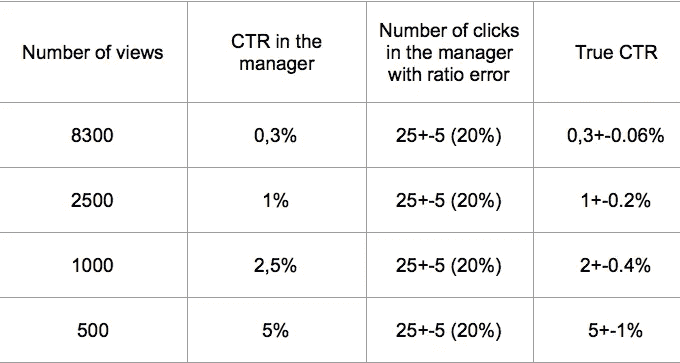 Number of views
CTR in the
manager
Number of clicks
in the manager
with ratio error
True CTR
8300
0,3%
25+-5 (20%)
0,3+-0.06%
2500
1%
25+-5 (20%)
1+-0.2%
1000
2,5%
25+-5 (20%)
2+-0.4%
500
5%
25+-5 (20%)
5+-1%